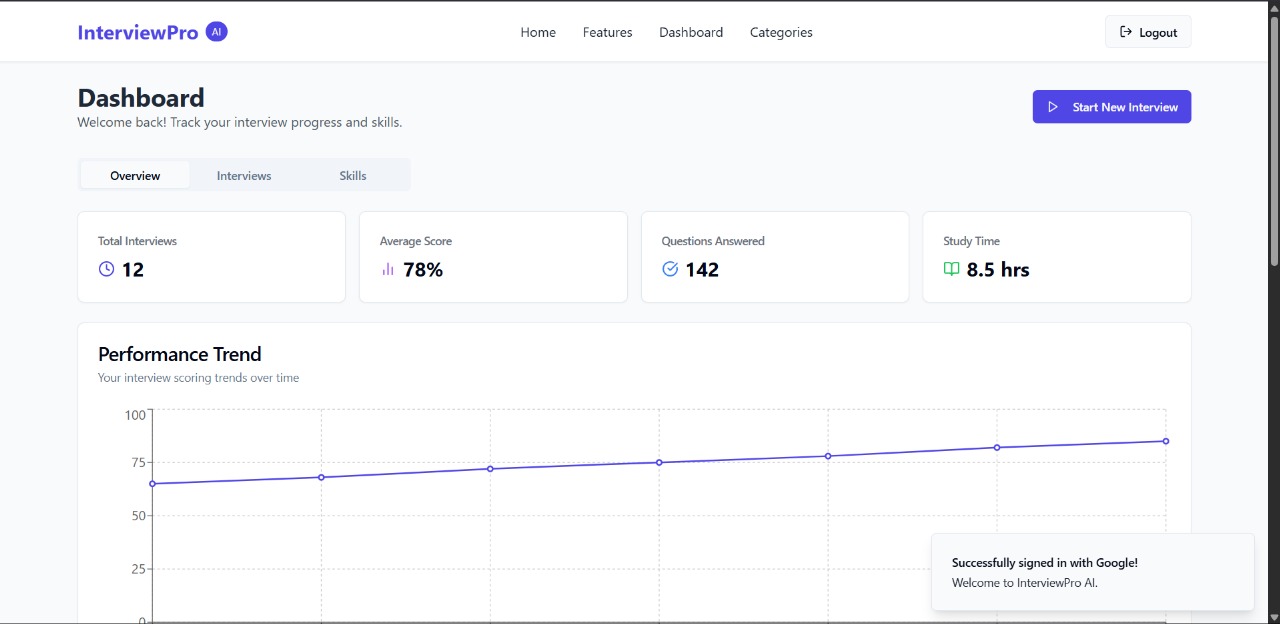 InterviewPro AI
Home Features Dashboard Categories
Logout
Dashboard
Welcome back! Track your interview progress and skills.
Start New Interview
Overview Interviews Skills
Total Interviews
12
Average Score
78%
Questions Answered
142
Study Time
8.5 hrs
Performance Trend
Your interview scoring trends over time
100
75
50
25
0
Successfully signed in with Google!
Welcome to InterviewPro AI.